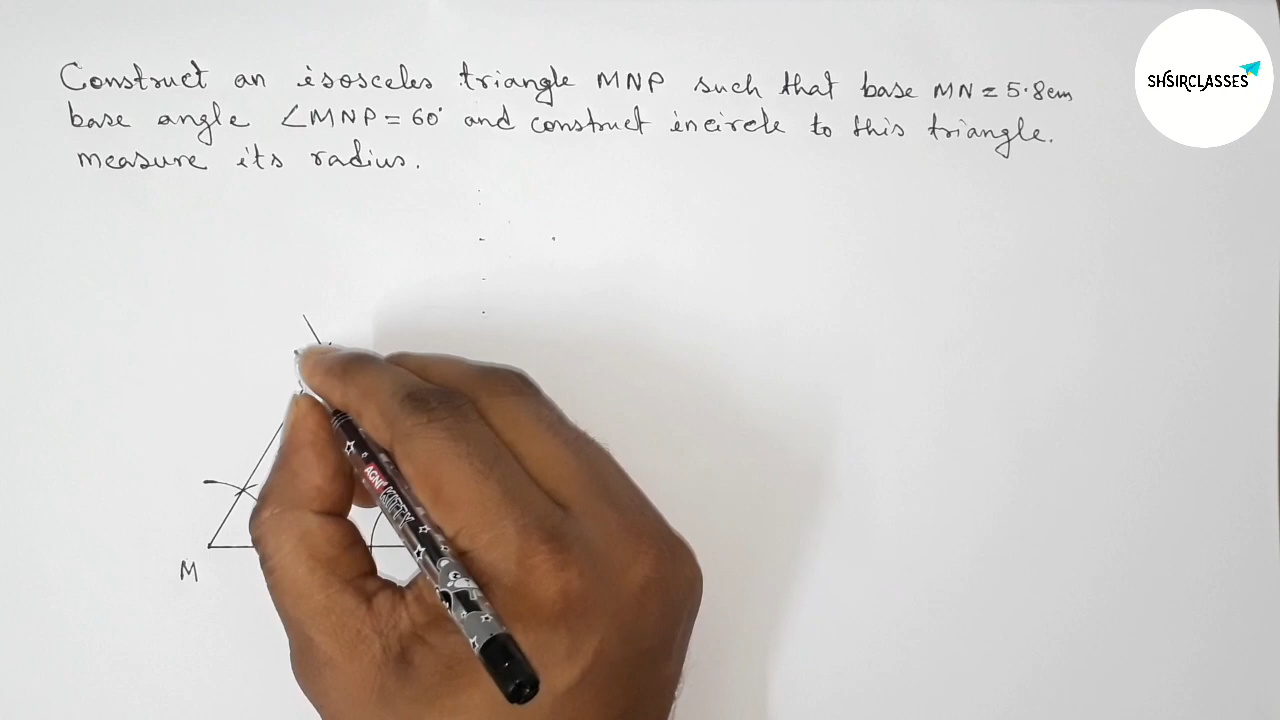 Construct an isosceles triangle MNP such that base MN = 5.8cm
base angle ∠MNP = 60° and construct incircle to this triangle.
measure its radius.
SHSIRCLASSES
M
AGNI KITTY